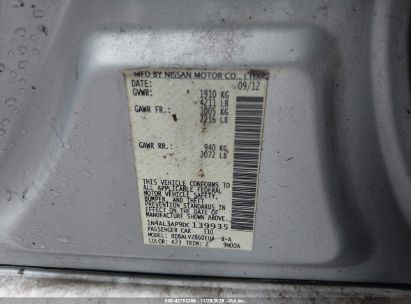 MFD BY NISSAN MOTOR CO., LTD.
DATE: 09/12
GVWR: 1910 KG
4211 LB
GAWR FR.: 1005 KG
2216 LB
GAWR RR.: 940 KG
2072 LB
THIS VEHICLE CONFORMS TO
ALL APPLICABLE FEDERAL
MOTOR VEHICLE SAFETY,
BUMPER, AND THEFT
PREVENTION STANDARDS IN
EFFECT ON THE DATE OF
MANUFACTURE SHOWN ABOVE.
1N4AL3AP9DC139935
PASSENGER CAR
COLOR: K23 TRIM: Z